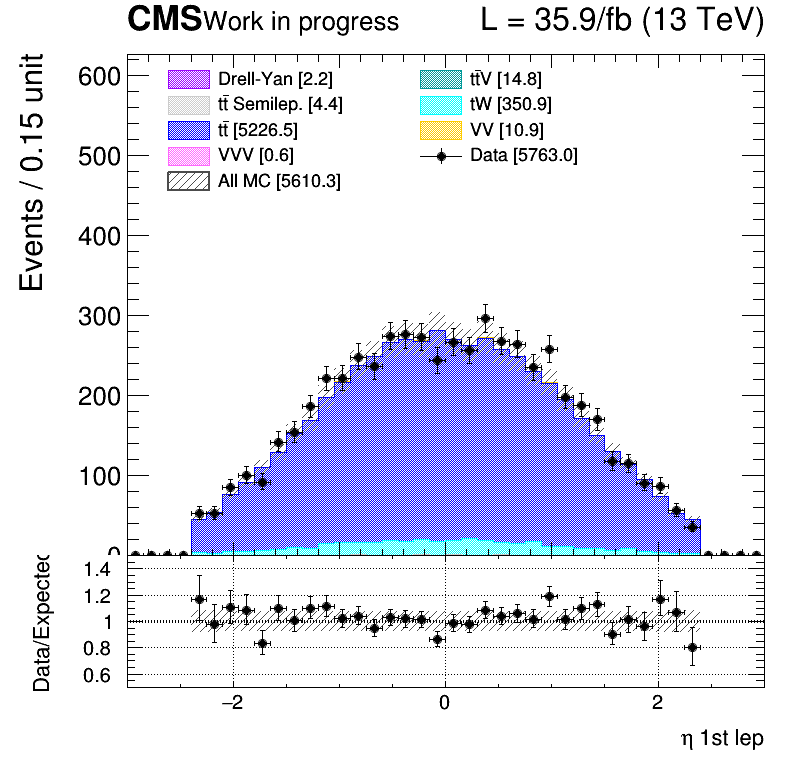 CMS Work in progress L = 35.9/fb (13 TeV)
Events / 0.15 unit
600
500
400
300
200
100
0
Drell-Yan [2.2]
tt̄ Semilep. [4.4]
tt̄ [5226.5]
VVV [0.6]
All MC [5610.3]
tt̄V [14.8]
tW [350.9]
VV [10.9]
Data [5763.0]
Data/Expected
1.4
1.2
1
0.8
0.6
−2 0 2
η 1st lep